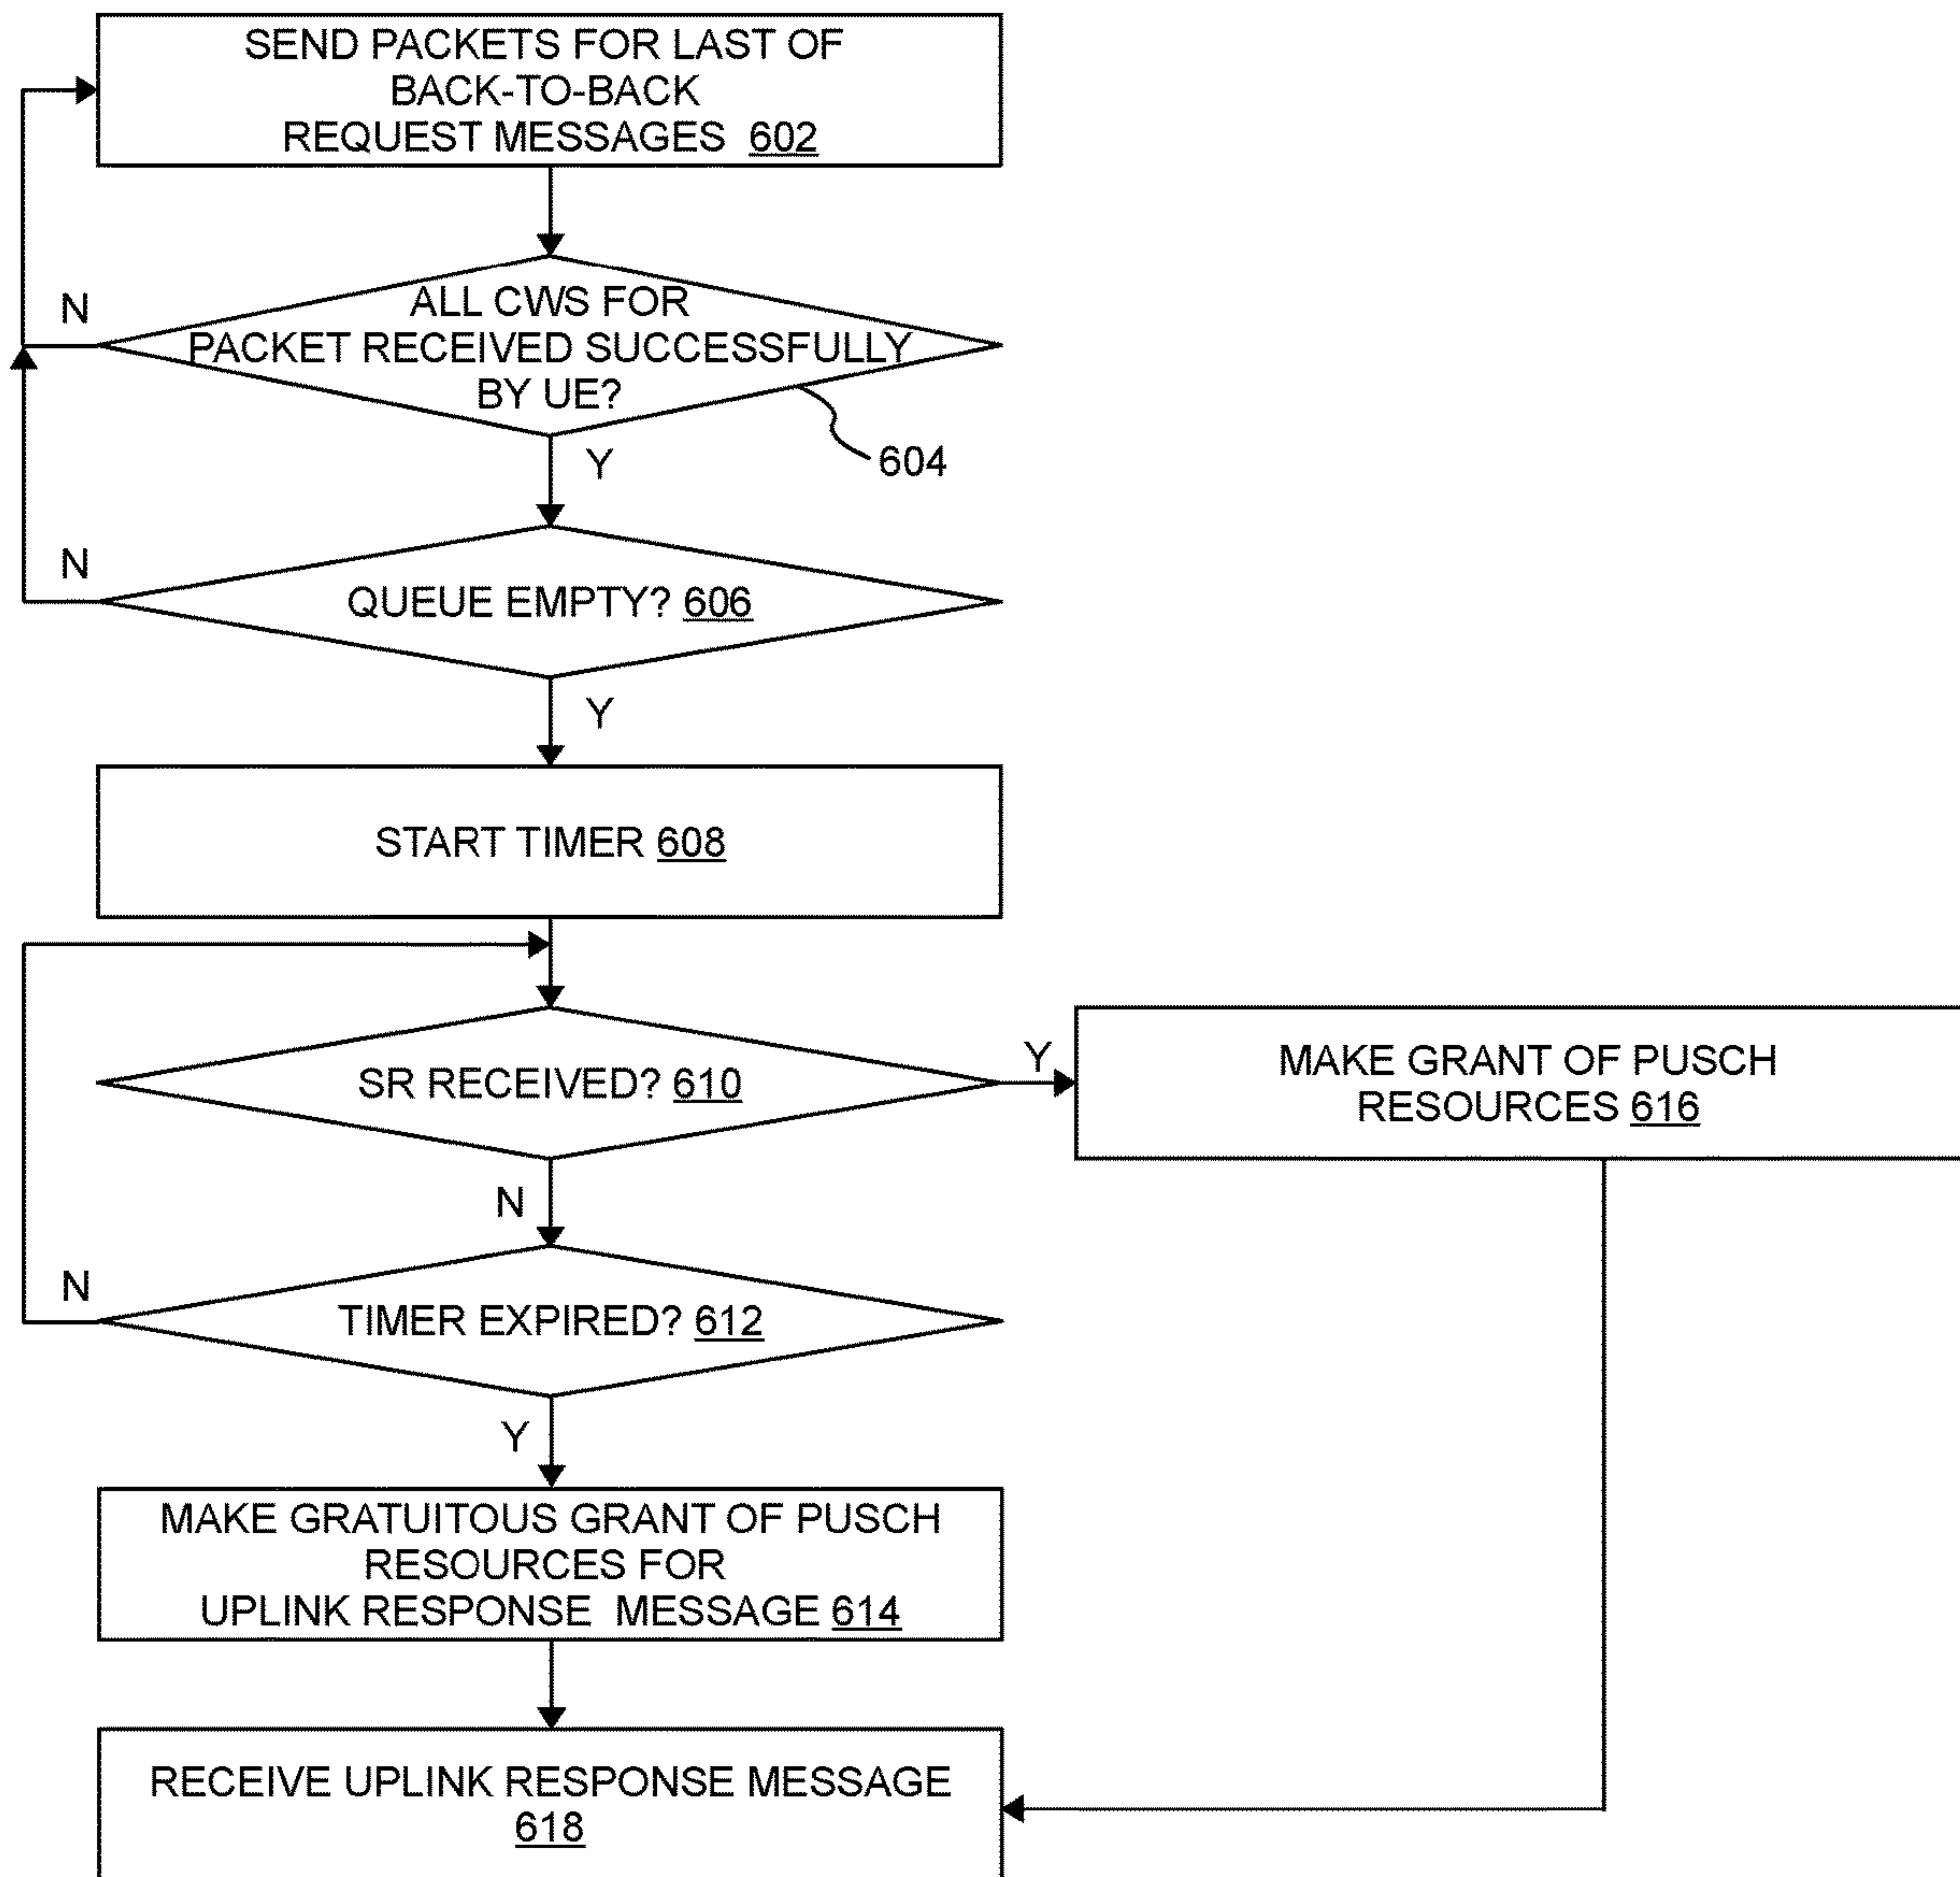 SEND PACKETS FOR LAST OF
BACK-TO-BACK
REQUEST MESSAGES 602
N
ALL CWS FOR
PACKET RECEIVED SUCCESSFULLY
BY UE?
Y
604
N
QUEUE EMPTY? 606
Y
START TIMER 608
SR RECEIVED? 610
Y
MAKE GRANT OF PUSCH
RESOURCES 616
N
N
TIMER EXPIRED? 612
Y
MAKE GRATUITOUS GRANT OF PUSCH
RESOURCES FOR
UPLINK RESPONSE MESSAGE 614
RECEIVE UPLINK RESPONSE MESSAGE
618